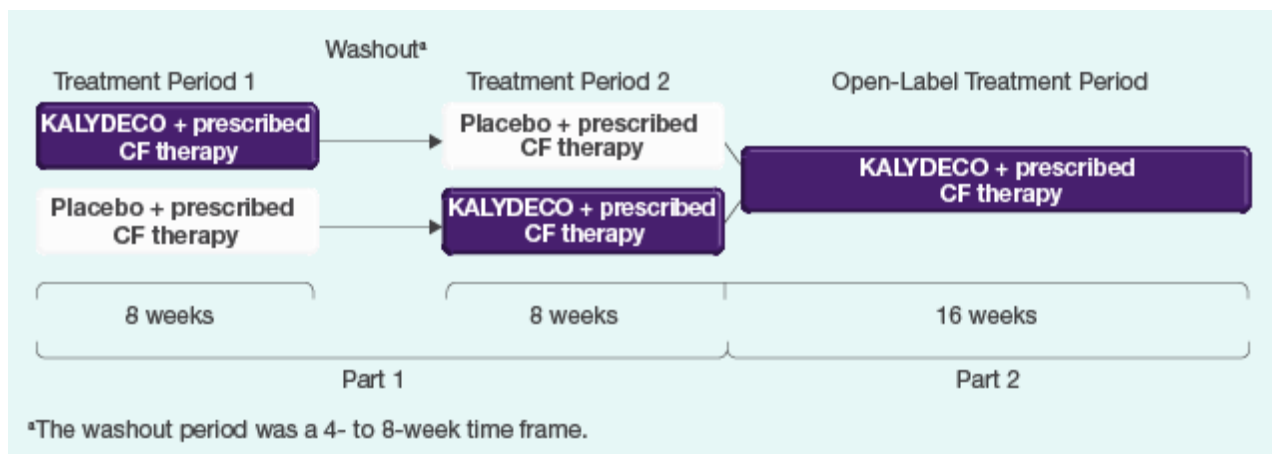 Washoutᵃ
Treatment Period 1
Treatment Period 2
Open-Label Treatment Period
KALYDECO + prescribed
CF therapy
Placebo + prescribed
CF therapy
KALYDECO + prescribed
CF therapy
Placebo + prescribed
CF therapy
KALYDECO + prescribed
CF therapy
8 weeks
8 weeks
16 weeks
Part 1
Part 2
ᵃThe washout period was a 4- to 8-week time frame.